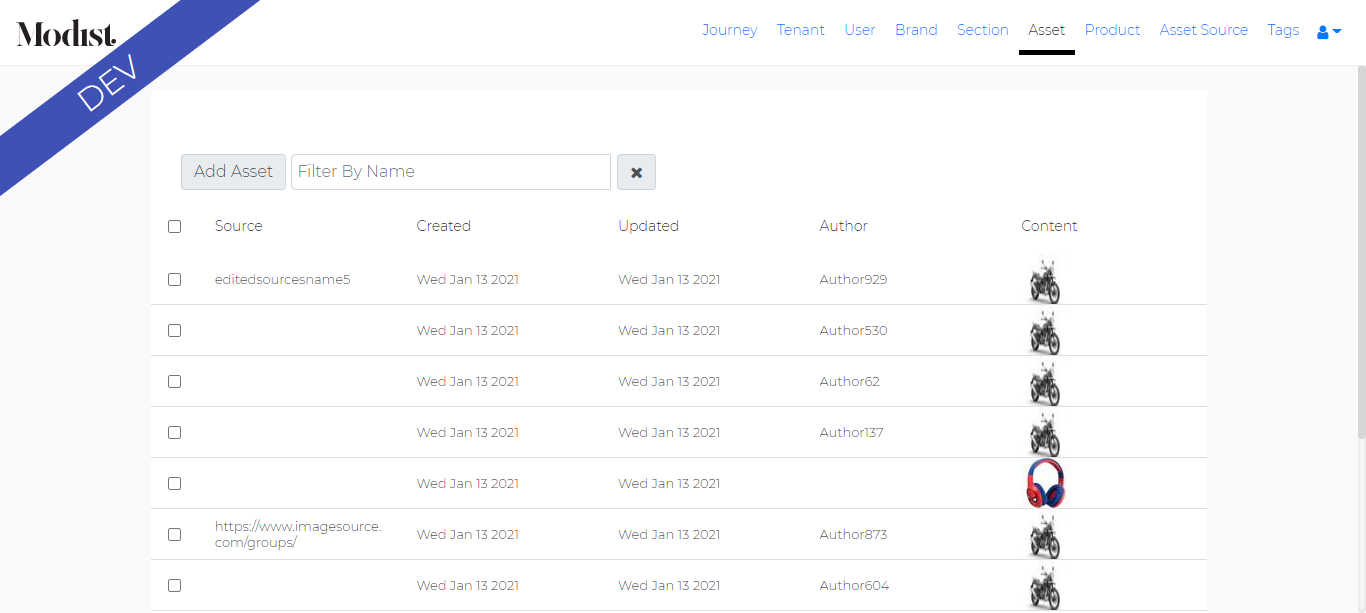 Modist.
Journey Tenant User Brand Section Asset Product Asset Source Tags
DEV
Add Asset Filter By Name
Source Created Updated Author Content
editedsourcesname5 Wed Jan 13 2021 Wed Jan 13 2021 Author929
Wed Jan 13 2021 Wed Jan 13 2021 Author530
Wed Jan 13 2021 Wed Jan 13 2021 Author62
Wed Jan 13 2021 Wed Jan 13 2021 Author137
Wed Jan 13 2021 Wed Jan 13 2021
https://www.imagesource.
com/groups/ Wed Jan 13 2021 Wed Jan 13 2021 Author873
Wed Jan 13 2021 Wed Jan 13 2021 Author604